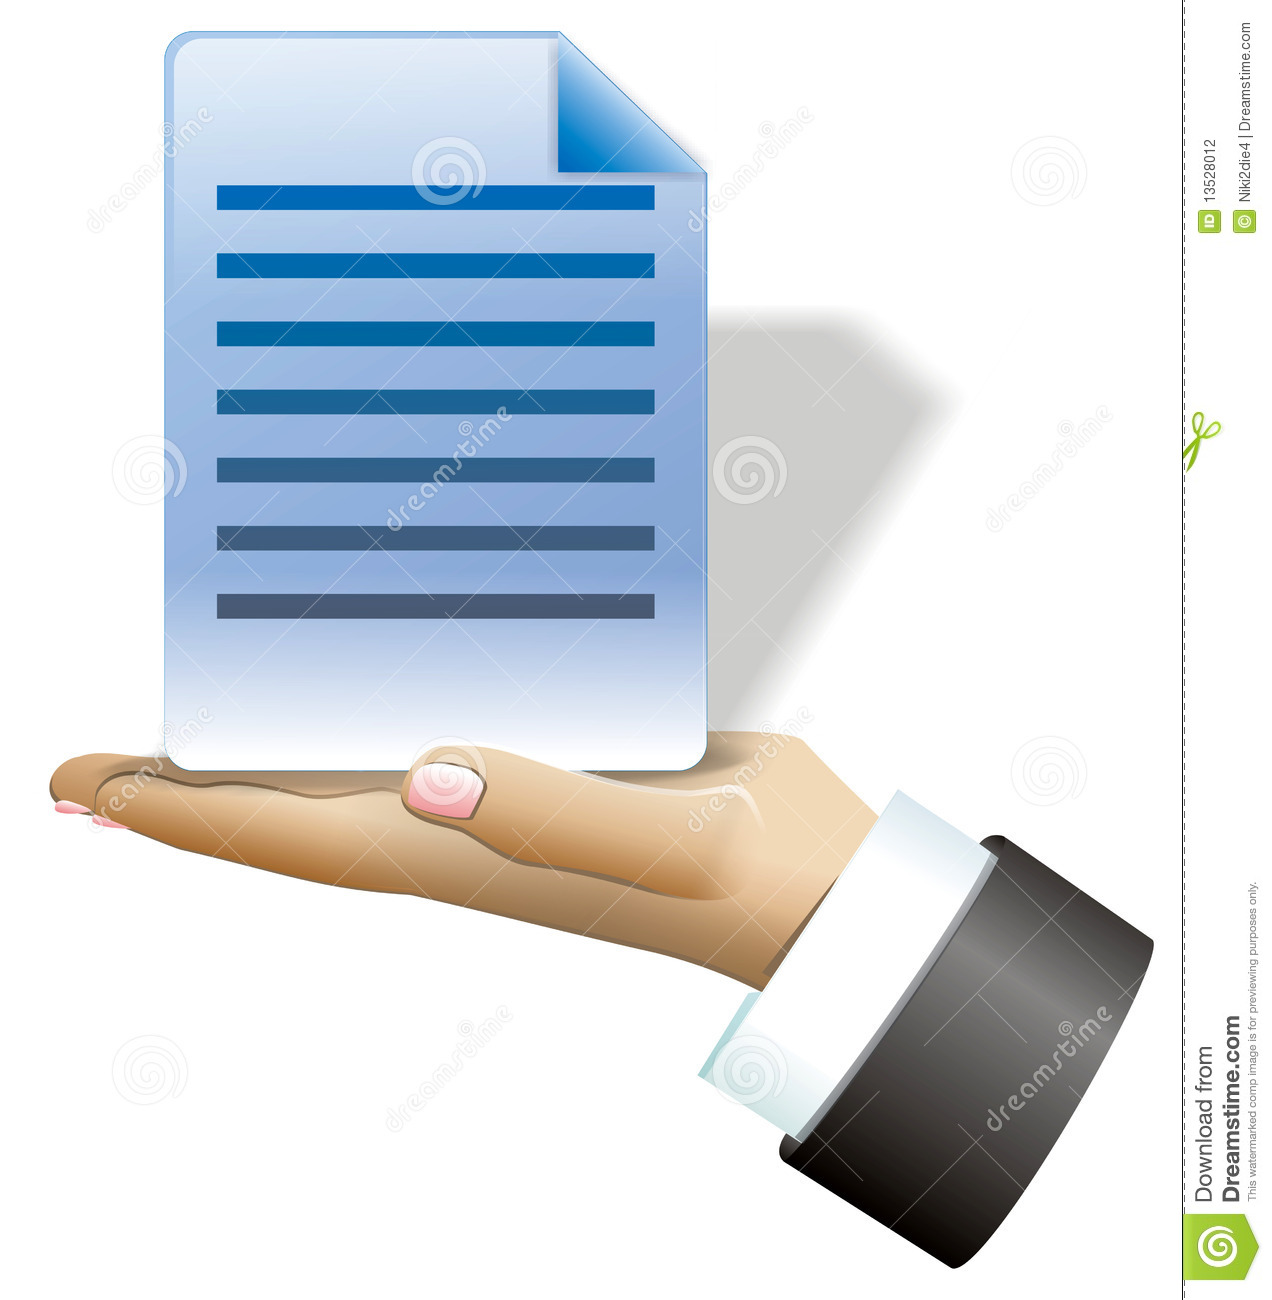 dreamstime
dreamstime
dreamstime
dreamstime
dreamstime
dreamstime
dreamstime
dreamstime
ID 13528012
© Niki2die4 | Dreamstime.com
Download from
Dreamstime.com
This watermarked comp image is for previewing purposes only.